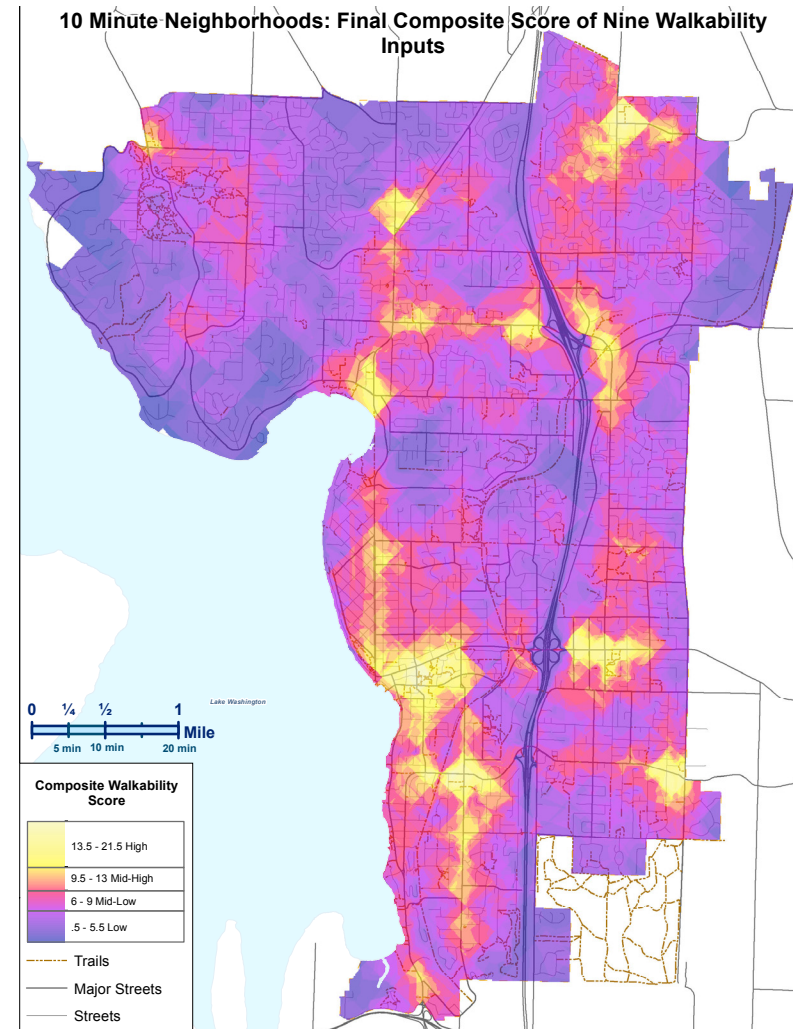 10 Minute Neighborhoods: Final Composite Score of Nine Walkability
Inputs
Lake Washington
0 ¼ ½ 1
Mile
5 min 10 min 20 min
Composite Walkability
Score
13.5 - 21.5 High
9.5 - 13 Mid-High
6 - 9 Mid-Low
.5 - 5.5 Low
Trails
Major Streets
Streets